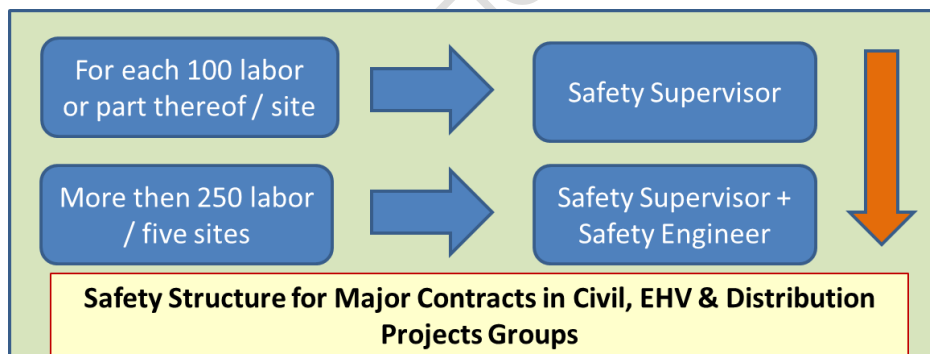 For each 100 labor
or part thereof / site
Safety Supervisor
More then 250 labor
/ five sites
Safety Supervisor +
Safety Engineer
Safety Structure for Major Contracts in Civil, EHV & Distribution
Projects Groups